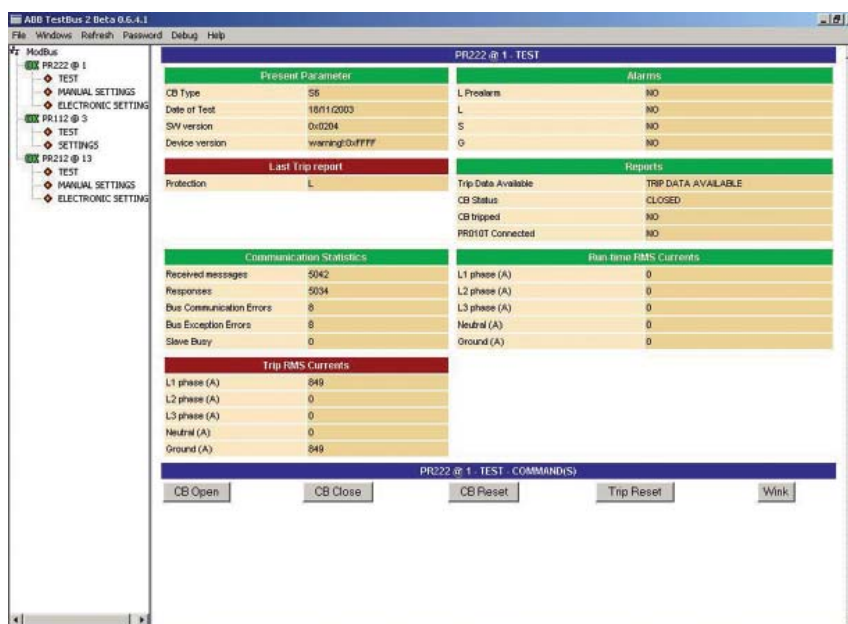 ABB TestBus 2 Beta 0.6.4.1
File Windows Refresh Password Debug Help
ModBus
PR222 @ 1
TEST
MANUAL SETTINGS
ELECTRONIC SETTING
PR112 @ 3
TEST
SETTINGS
PR212 @ 13
TEST
MANUAL SETTINGS
ELECTRONIC SETTING
PR222 @ 1 - TEST
Present Parameter
CB Type S6
Date of Test 18/11/2003
SW version 0x0204
Device version warning!:0xFFFF
Alarms
L Prealarm NO
L NO
S NO
G NO
Last Trip report
Protection L
Reports
Trip Data Available TRIP DATA AVAILABLE
CB Status CLOSED
CB tripped NO
PR010T Connected NO
Communication Statistics
Received messages 5042
Responses 5034
Bus Communication Errors 8
Bus Exception Errors 8
Slave Busy 0
Run-time RMS Currents
L1 phase (A) 0
L2 phase (A) 0
L3 phase (A) 0
Neutral (A) 0
Ground (A) 0
Trip RMS Currents
L1 phase (A) 849
L2 phase (A) 0
L3 phase (A) 0
Neutral (A) 0
Ground (A) 849
PR222 @ 1 - TEST - COMMAND(S)
CB Open CB Close CB Reset Trip Reset Wink